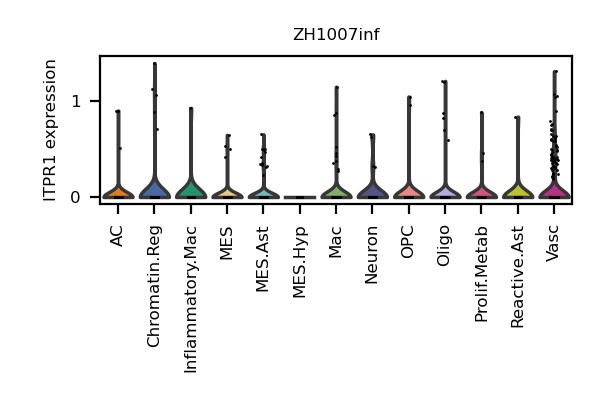 ZH1007inf
ITPR1 expression
1
0
AC
Chromatin.Reg
Inflammatory.Mac
MES
MES.Ast
MES.Hyp
Mac
Neuron
OPC
Oligo
Prolif.Metab
Reactive.Ast
Vasc